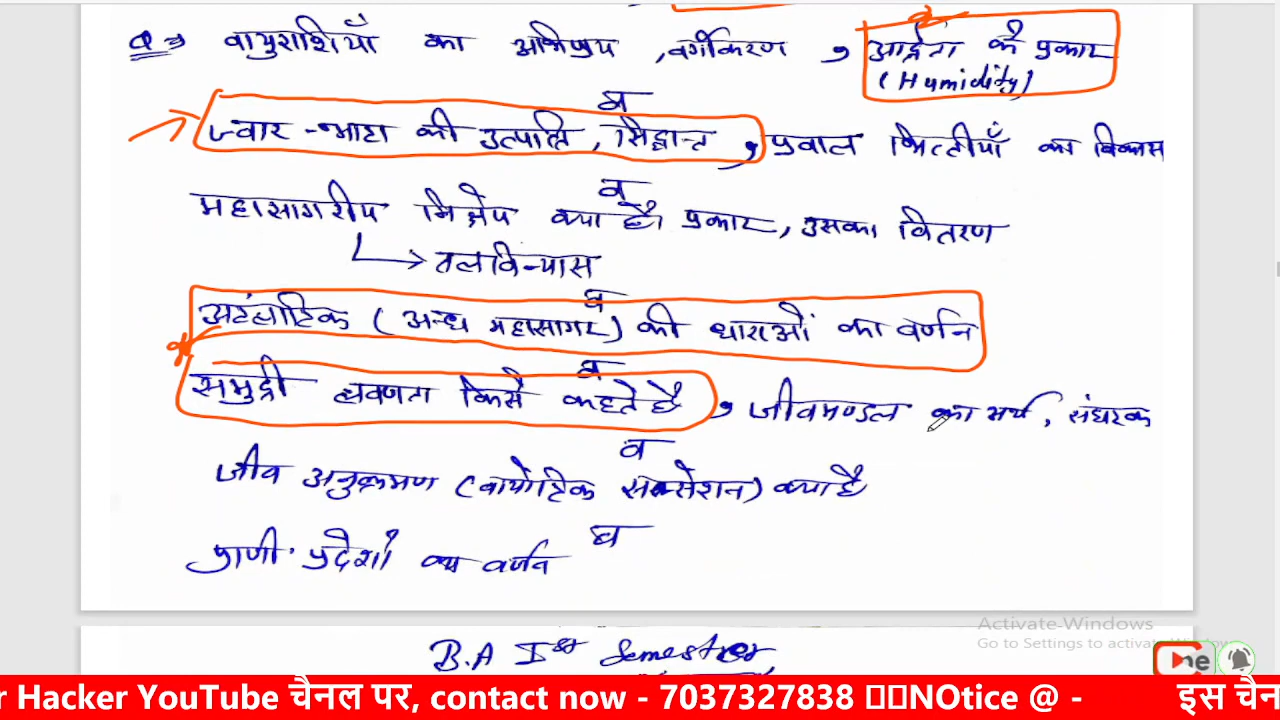 Q ⇒ वायुराशियाँ का अभिप्राय , वर्गीकरण , आर्द्रता के प्रकार
(Humidity)
व
ज्वार - भाटा की उत्पत्ति , सिद्धान्त , प्रवाल भित्तीयाँ का विकास
व
महासागरीय निक्षेप क्या है। प्रकार , उसका वितरण
तलविन्यास
व
अटलांटिक ( अन्ध महासागर ) की धाराओं का वर्णन
व
समुद्री लवणता किसे कहते है , जीवमण्डल का अर्थ , संघटक
व
जीव अनुक्रमण (बायोटिक सक्सेशन) क्या है
व
प्राणी प्रदेशों का वर्णन
Activate Windows
Go to Settings to activate Windows.
B.A Ist Semester,
r Hacker YouTube चैनल पर, contact now - 7037327838 NOtice @ - इस चैन